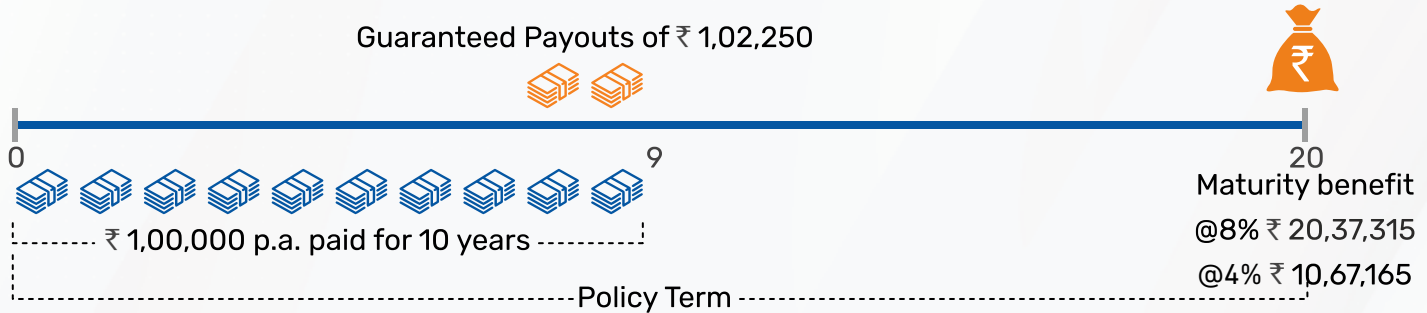 Guaranteed Payouts of ₹ 1,02,250
₹
0
9
20
Maturity benefit
@8% ₹ 20,37,315
@4% ₹ 10,67,165
₹ 1,00,000 p.a. paid for 10 years
Policy Term